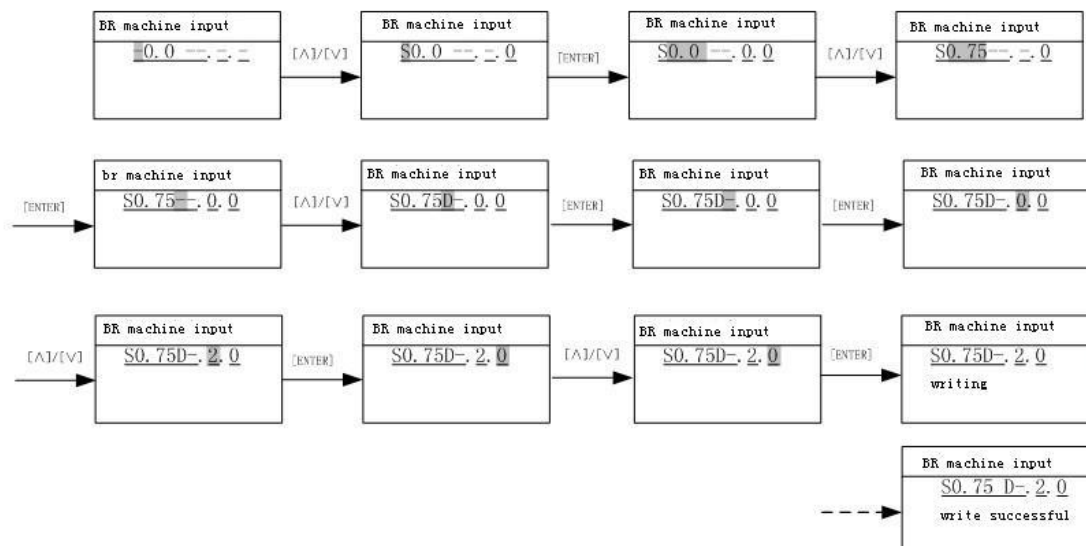 BR machine input
-0.0 --.-.-
[∧]/[∨]
BR machine input
S0.0 --.-.0
[ENTER]
BR machine input
S0.0 --.0.0
[∧]/[∨]
BR machine input
S0.75--.-.0
[ENTER]
br machine input
S0.75--.0.0
[∧]/[∨]
BR machine input
S0.75D-.0.0
[ENTER]
BR machine input
S0.75D-.0.0
[ENTER]
BR machine input
S0.75D-.0.0
[∧]/[∨]
BR machine input
S0.75D-.2.0
[ENTER]
BR machine input
S0.75D-.2.0
[∧]/[∨]
BR machine input
S0.75D-.2.0
[ENTER]
BR machine input
S0.75D-.2.0
writing
BR machine input
S0.75 D-.2.0
write successful